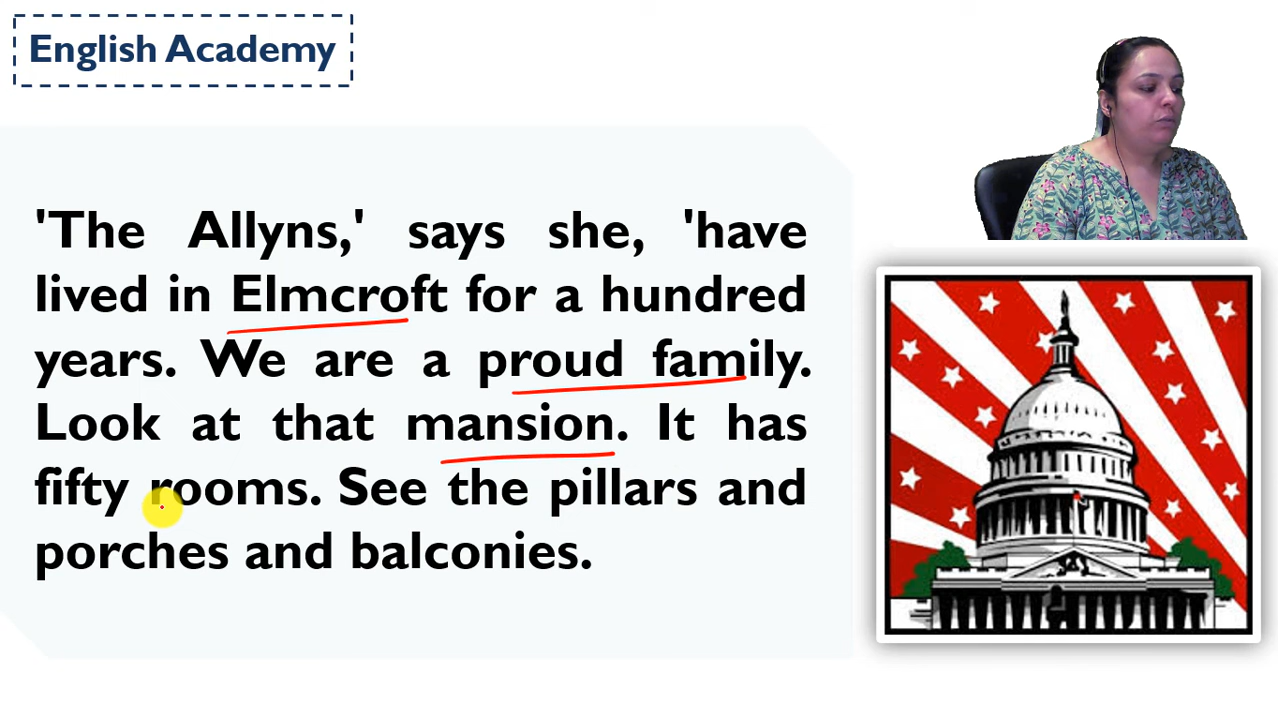 English Academy
'The Allyns,' says she, 'have
lived in Elmcroft for a hundred
years. We are a proud family.
Look at that mansion. It has
fifty rooms. See the pillars and
porches and balconies.